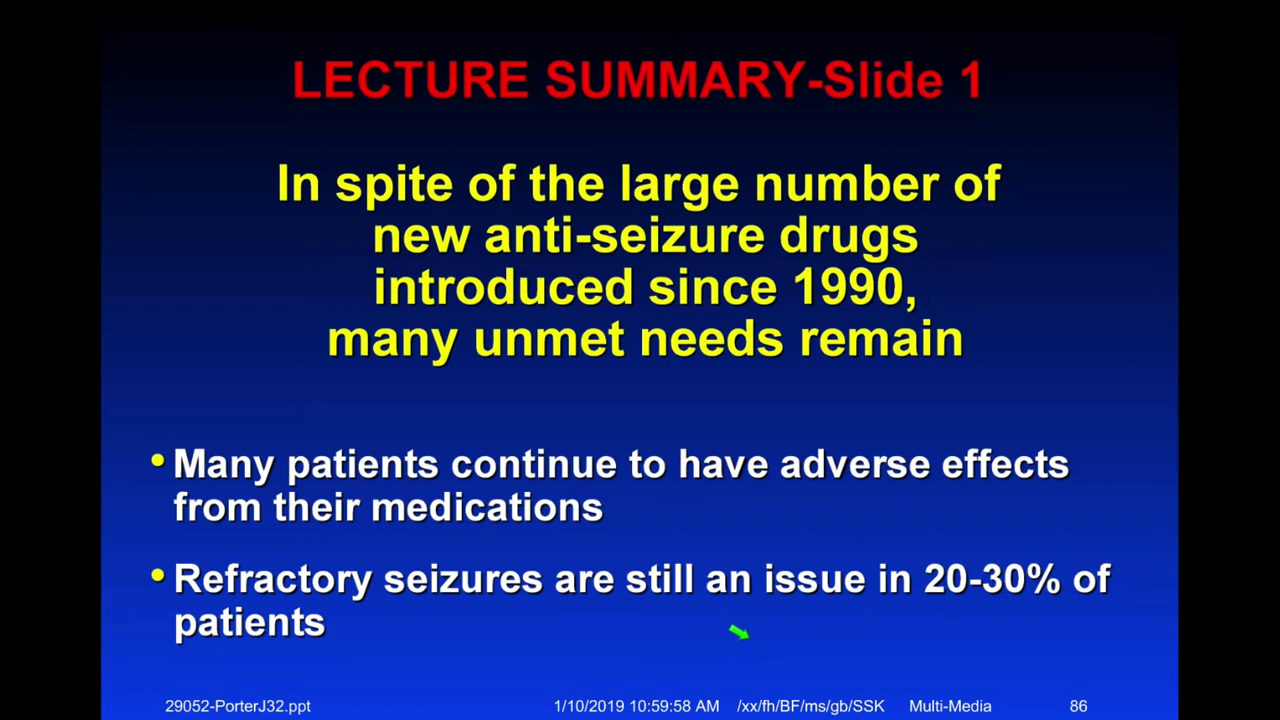 LECTURE SUMMARY-Slide 1
In spite of the large number of
new anti-seizure drugs
introduced since 1990,
many unmet needs remain
• Many patients continue to have adverse effects
from their medications
• Refractory seizures are still an issue in 20-30% of
patients
29052-PorterJ32.ppt 1/10/2019 10:59:58 AM /xx/fh/BF/ms/gb/SSK Multi-Media 86